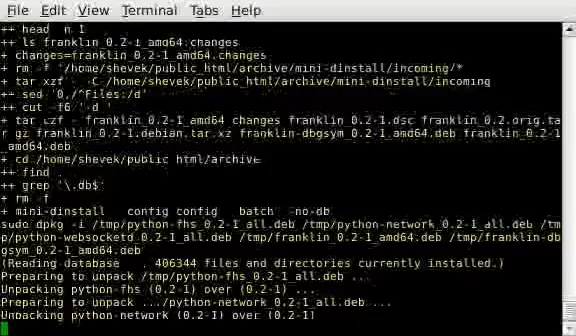 File Edit View Terminal Tabs Help
++ head -n 1
++ ls franklin_0.2-1_amd64.changes
+ changes=franklin_0.2-1_amd64.changes
+ rm -f '/home/shevek/public_html/archive/mini-dinstall/incoming/*
+ tar xzf - -C /home/shevek/public_html/archive/mini-dinstall/incoming
++ sed '0,/^Files:/d'
++ cut -f6 '-d '
+ tar czf - franklin_0.2-1_amd64 changes franklin_0.2-1.dsc franklin_0.2.orig.ta
r gz franklin_0.2-1.debian.tar.xz franklin-dbgsym_0.2-1_amd64.deb franklin_0.2-1
_amd64.deb
+ cd /home/shevek/public html/archive
++ find .
++ grep '\.db$'
+ rm -f
+ mini-dinstall config config batch -no-db
sudo dpkg -i /tmp/python-fhs_0.2-1_all.deb /tmp/python-network_0.2-1_all.deb /tm
p/python-websocketd_0.2-1_all.deb /tmp/franklin_0.2-1_amd64.deb /tmp/franklin-db
gsym_0.2-1_amd64.deb
(Reading database . 406344 files and directories currently installed.)
Preparing to unpack /tmp/python-fhs_0.2-1_all.deb ...
Unpacking python-fhs (0.2-1) over (0.2-1) ...
Preparing to unpack .../python-network_0.2-1_all.deb ...
Unpacking python-network (0.2-1) over (0.2-1)